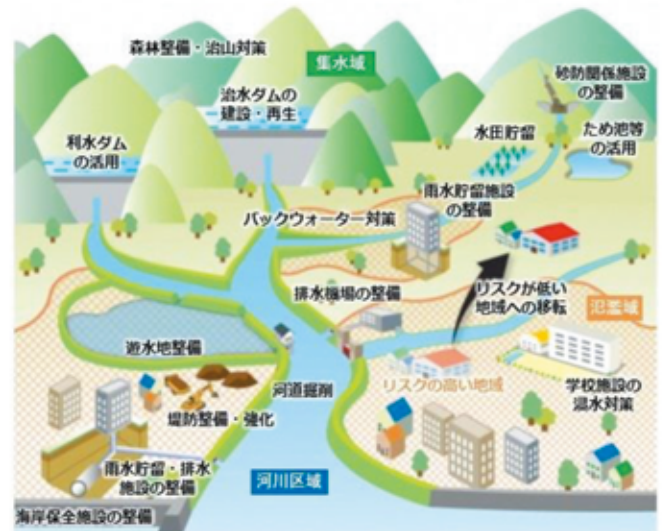 森林整備・治山対策
集水域
砂防関係施設
の整備
治水ダムの
建設・再生
水田貯留
ため池等
の活用
利水ダム
の活用
雨水貯留施設
の整備
バックウォーター対策
排水機場の整備
リスクが低い
地域への移転
氾濫域
遊水地整備
リスクの高い地域
学校施設の
浸水対策
河道掘削
堤防整備・強化
雨水貯留・排水
施設の整備
河川区域
海岸保全施設の整備